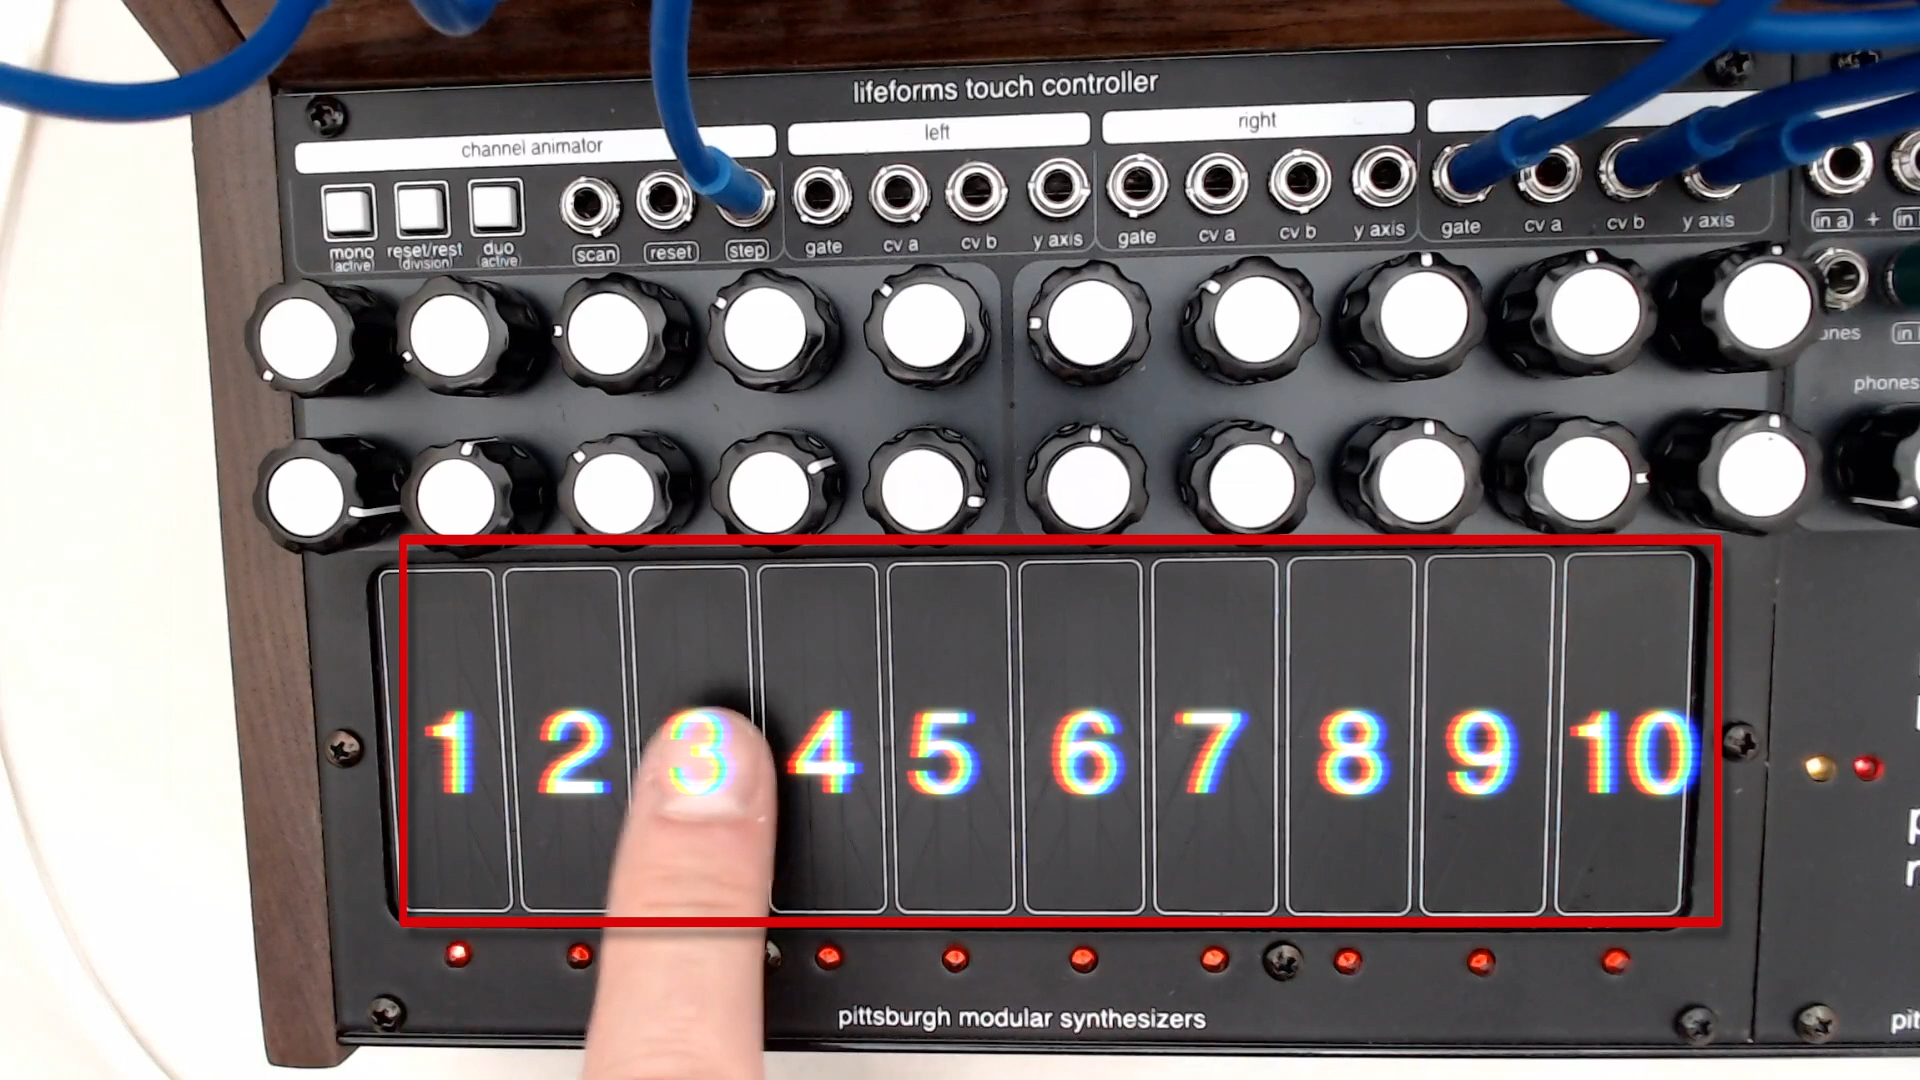 lifeforms touch controller
channel animator
left
right
mono
active
reset/rest
division
duo
active
scan
reset
step
gate
cv a
cv b
y axis
gate
cv a
cv b
y axis
gate
cv a
cv b
y axis
in a +
phones
1 2 3 4 5 6 7 8 9 10
pittsburgh modular synthesizers